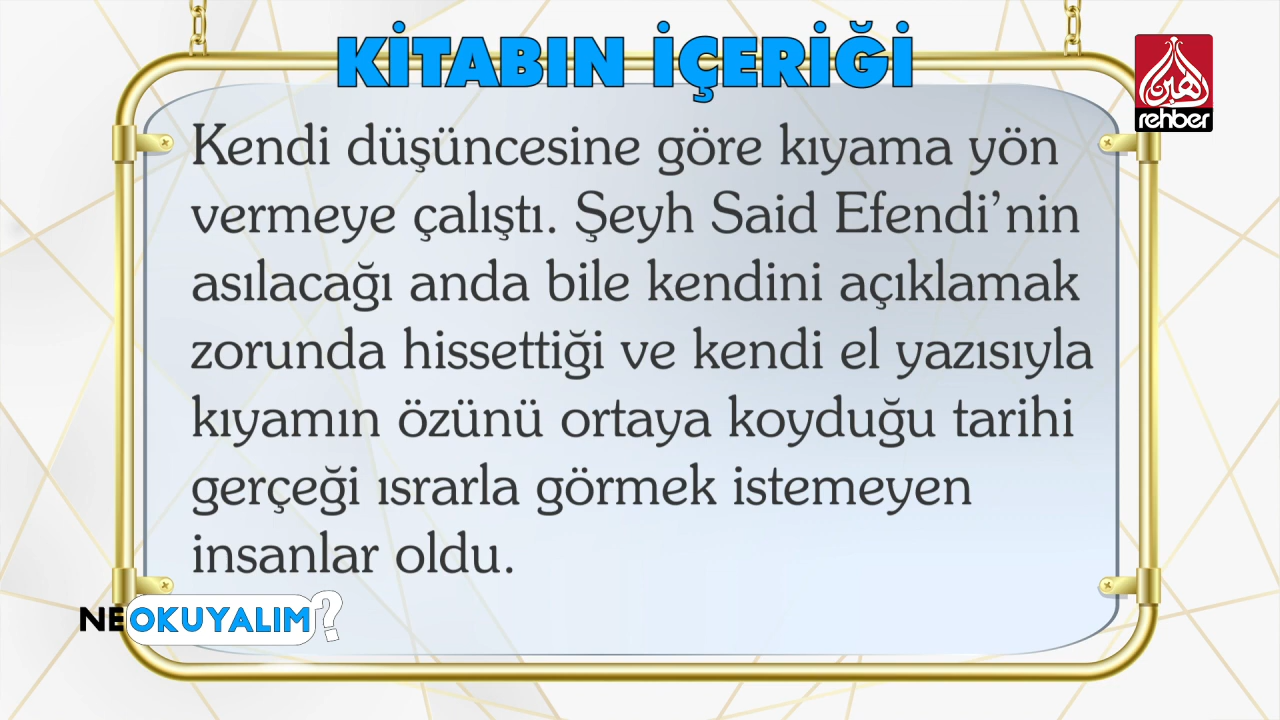 KİTABIN İÇERİĞİ
رهبر
rehber
Kendi düşüncesine göre kıyama yön
vermeye çalıştı. Şeyh Said Efendi’nin
asılacağı anda bile kendini açıklamak
zorunda hissettiği ve kendi el yazısıyla
kıyamın özünü ortaya koyduğu tarihi
gerçeği ısrarla görmek istemeyen
insanlar oldu.
NEOKUYALIM?